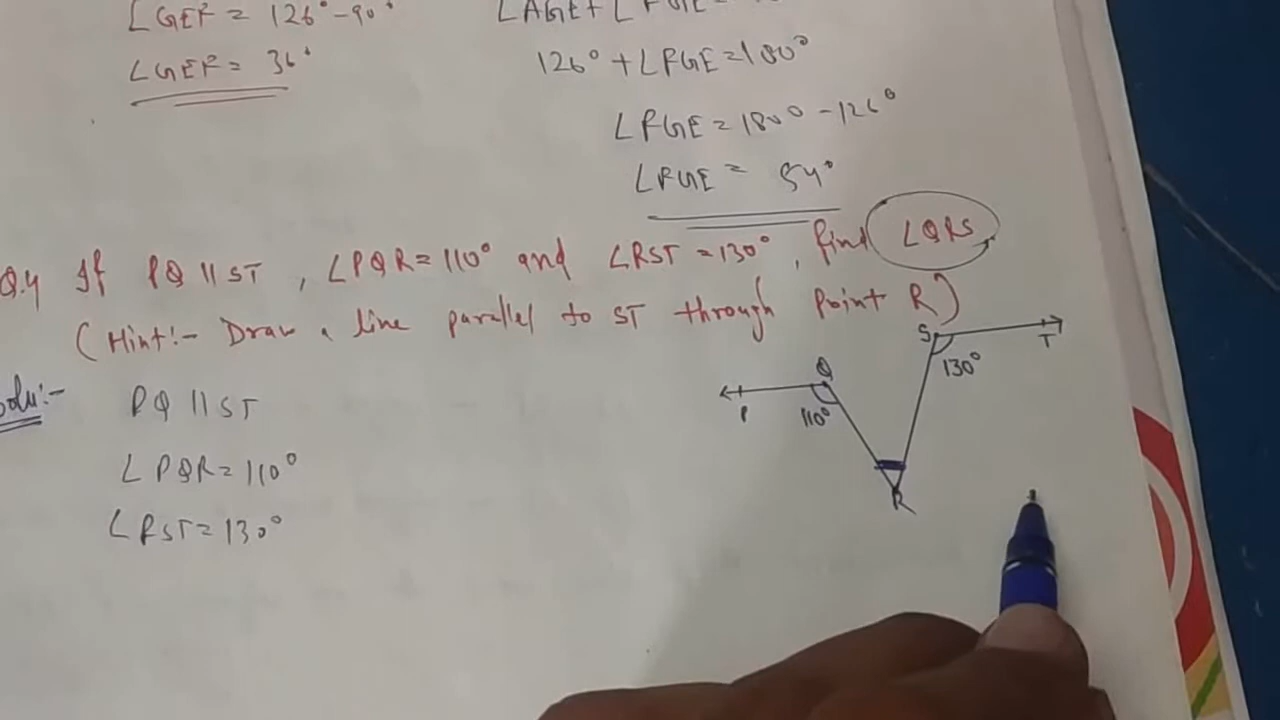 ∠GEF = 126° - 90°
∠GEF = 36°
126° + ∠FGE = 180°
∠FGE = 180° - 126°
∠FGE = 54°
Q.4 If PQ || ST , ∠PQR = 110° and ∠RST = 130° , find ∠QRS
(Hint:- Draw a line parallel to ST through Point R)
Solu:- PQ || ST
∠PQR = 110°
∠RST = 130°
S
T
130°
Q
P
110°
R